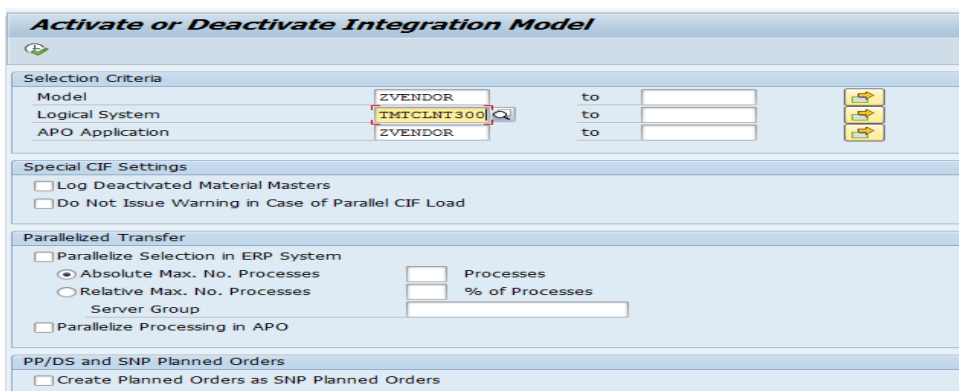 Activate or Deactivate Integration Model
Selection Criteria
Model ZVENDOR to
Logical System TMTCLNT300 to
APO Application ZVENDOR to
Special CIF Settings
Log Deactivated Material Masters
Do Not Issue Warning in Case of Parallel CIF Load
Parallelized Transfer
Parallelize Selection in ERP System
Absolute Max. No. Processes Processes
Relative Max. No. Processes % of Processes
Server Group
Parallelize Processing in APO
PP/DS and SNP Planned Orders
Create Planned Orders as SNP Planned Orders